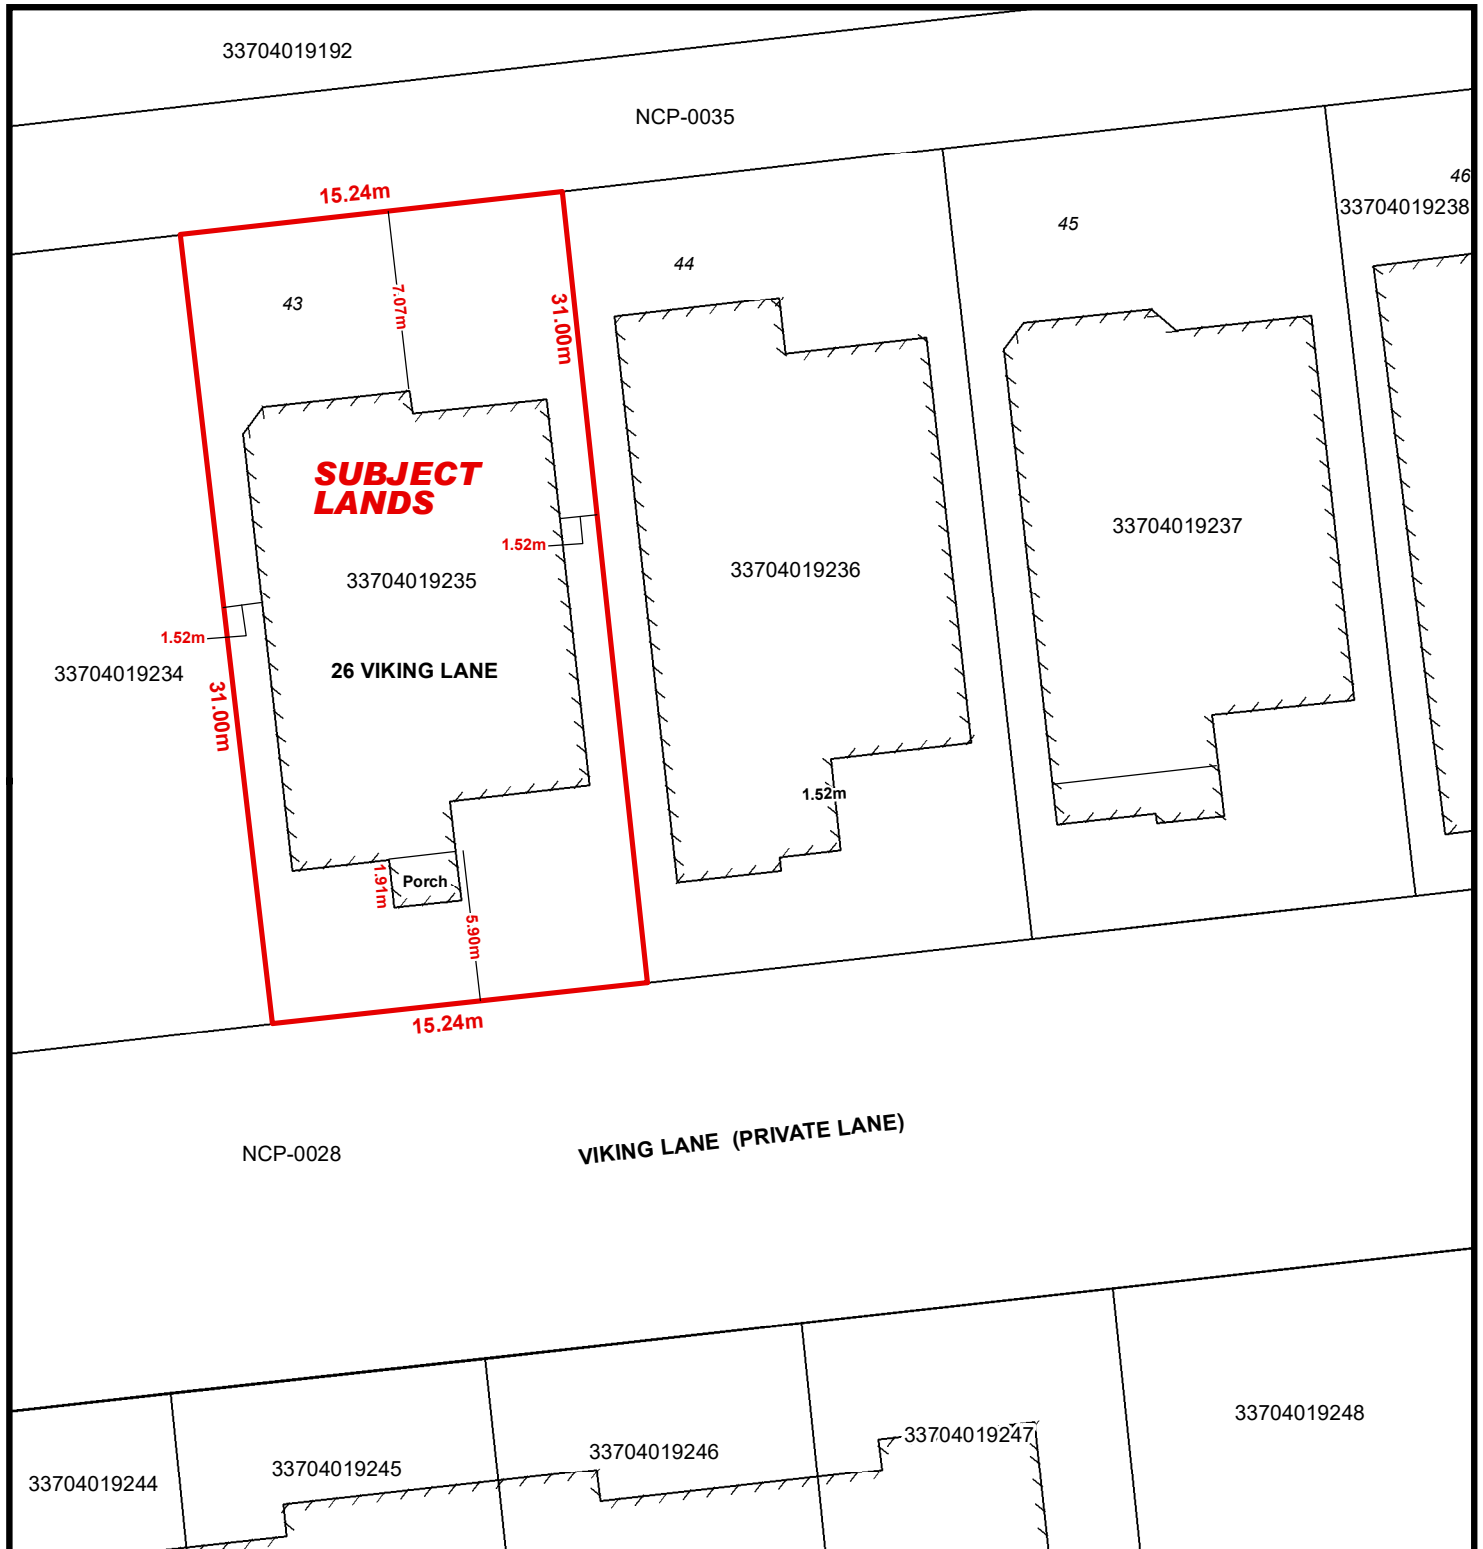 33704019192
NCP-0035
15.24m
46
33704019238
45
44
43
7.07m
31.00m
SUBJECT
LANDS
33704019237
1.52m
33704019236
33704019235
1.52m
33704019234
26 VIKING LANE
31.00m
1.52m
Porch
1.91m
5.90m
15.24m
VIKING LANE (PRIVATE LANE)
NCP-0028
33704019248
33704019247
33704019246
33704019245
33704019244